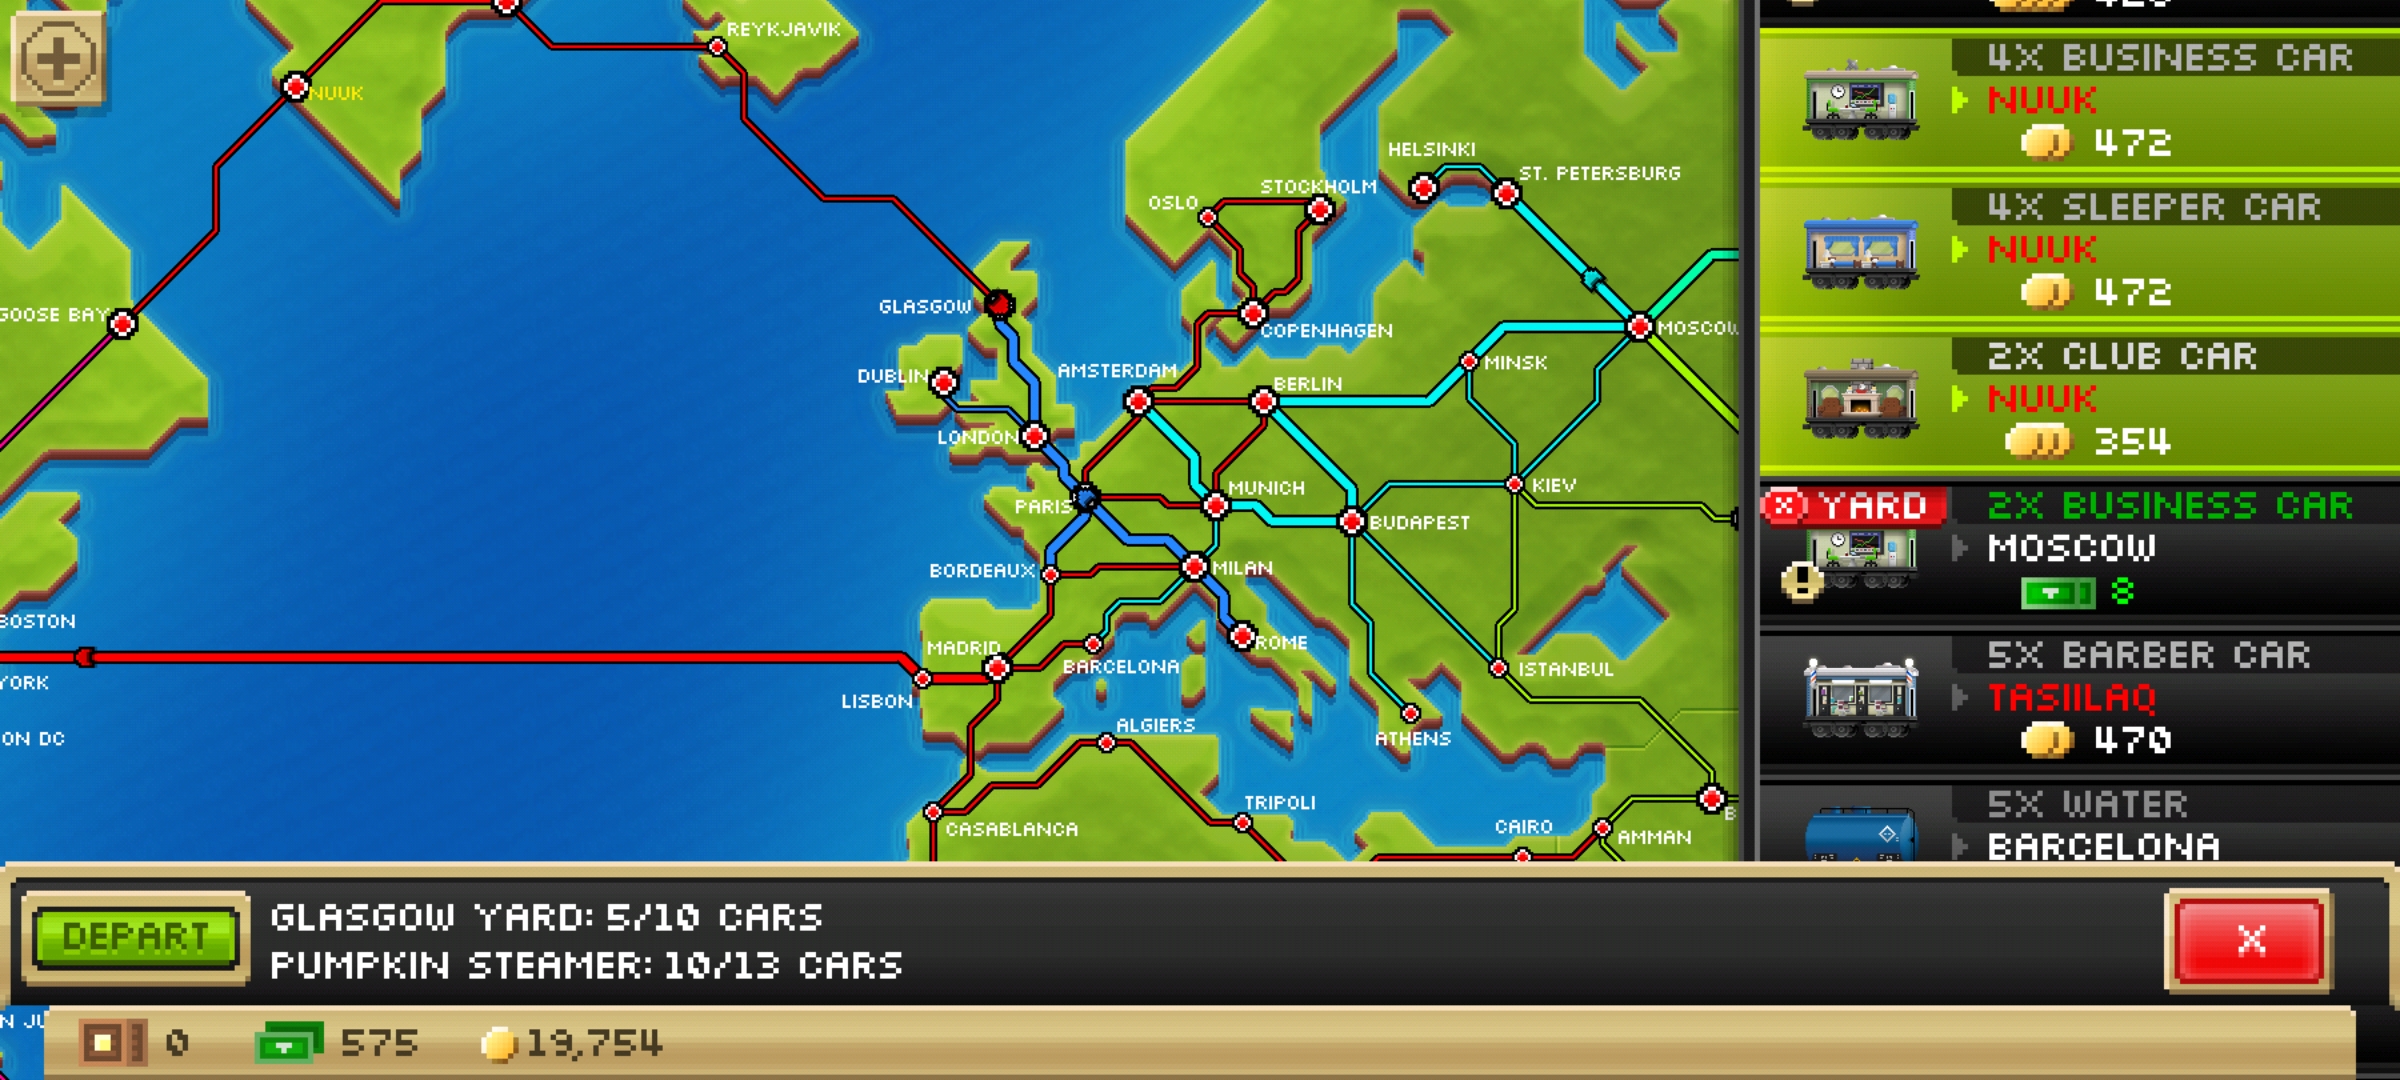 REYKJAVIK
NUUK
HELSINKI
ST. PETERSBURG
STOCKHOLM
OSLO
GLASGOW
GOOSE BAY
COPENHAGEN
MOSCOW
DUBLIN
AMSTERDAM
BERLIN
MINSK
LONDON
MUNICH
KIEV
PARIS
BUDAPEST
BORDEAUX
MILAN
BOSTON
MADRID
ROME
BARCELONA
ISTANBUL
YORK
LISBON
ALGIERS
ATHENS
ON DC
TRIPOLI
CASABLANCA
CAIRO
AMMAN
B
4X BUSINESS CAR
NUUK
472
4X SLEEPER CAR
NUUK
472
2X CLUB CAR
NUUK
354
YARD
2X BUSINESS CAR
MOSCOW
8
5X BARBER CAR
TASIILAQ
470
5X WATER
BARCELONA
DEPART
GLASGOW YARD: 5/10 CARS
PUMPKIN STEAMER: 10/13 CARS
X
0
575
19,754